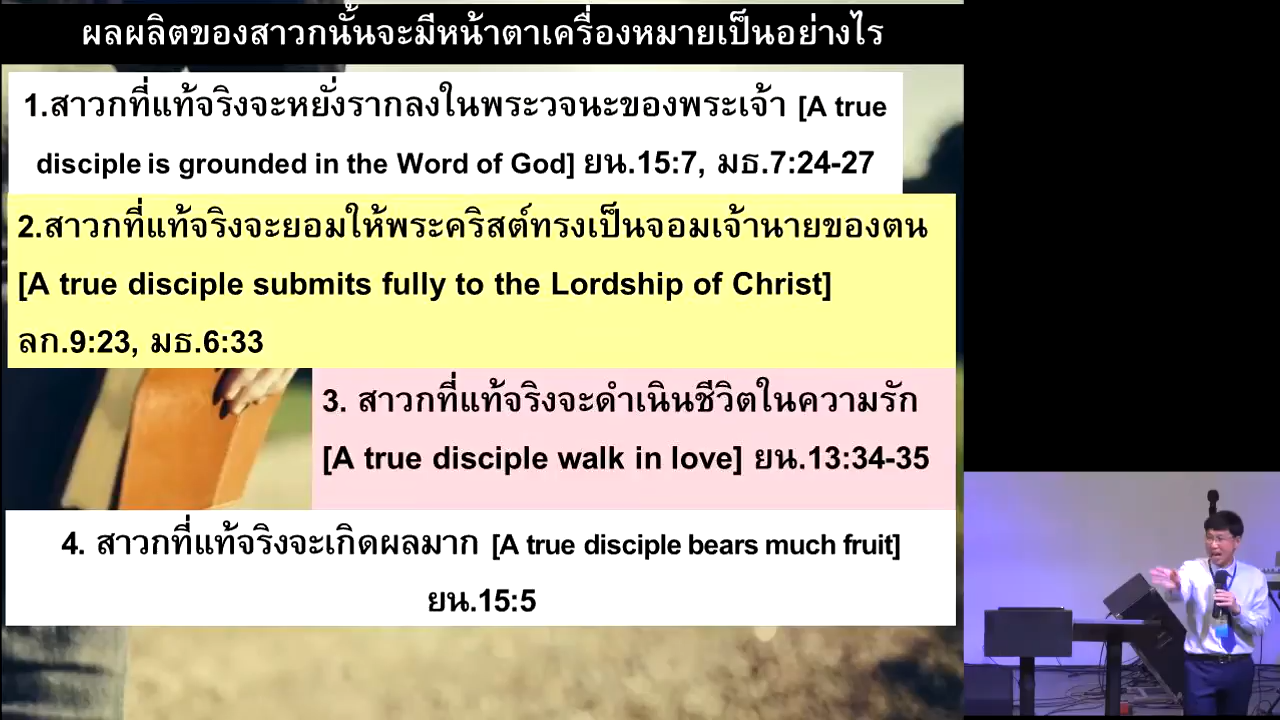 ผลผลิตของสาวกนั้นจะมีหน้าตาเครื่องหมายเป็นอย่างไร
1.สาวกที่แท้จริงจะหยั่งรากลงในพระวจนะของพระเจ้า [A true
disciple is grounded in the Word of God] ยน.15:7, มธ.7:24-27
2.สาวกที่แท้จริงจะยอมให้พระคริสต์ทรงเป็นจอมเจ้านายของตน
[A true disciple submits fully to the Lordship of Christ]
ลก.9:23, มธ.6:33
3. สาวกที่แท้จริงจะดำเนินชีวิตในความรัก
[A true disciple walk in love] ยน.13:34-35
4. สาวกที่แท้จริงจะเกิดผลมาก [A true disciple bears much fruit]
ยน.15:5